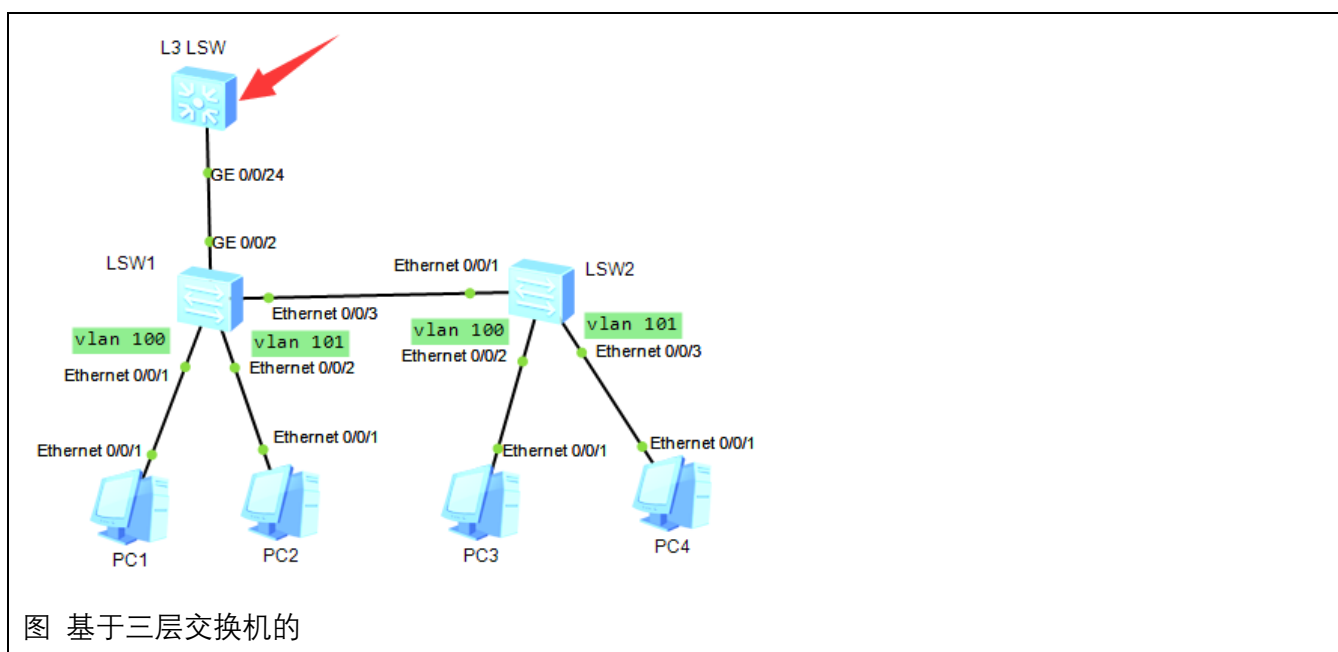 L3 LSW
GE 0/0/24
GE 0/0/2
LSW1
Ethernet 0/0/1
LSW2
Ethernet 0/0/3
vlan 100
vlan 101
vlan 100
vlan 101
Ethernet 0/0/1
Ethernet 0/0/2
Ethernet 0/0/2
Ethernet 0/0/3
Ethernet 0/0/1
Ethernet 0/0/1
Ethernet 0/0/1
Ethernet 0/0/1
PC1
PC2
PC3
PC4
图 基于三层交换机的